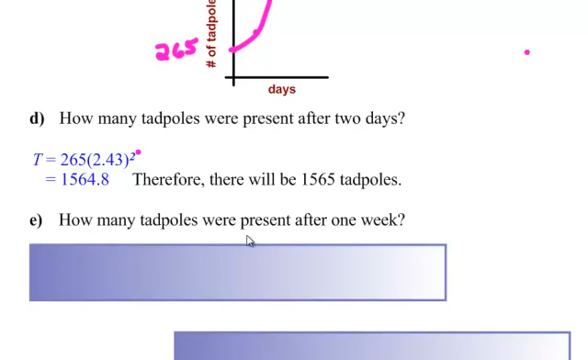 265
# of tadpole
days
d) How many tadpoles were present after two days?
T = 265(2.43)²
= 1564.8 Therefore, there will be 1565 tadpoles.
e) How many tadpoles were present after one week?